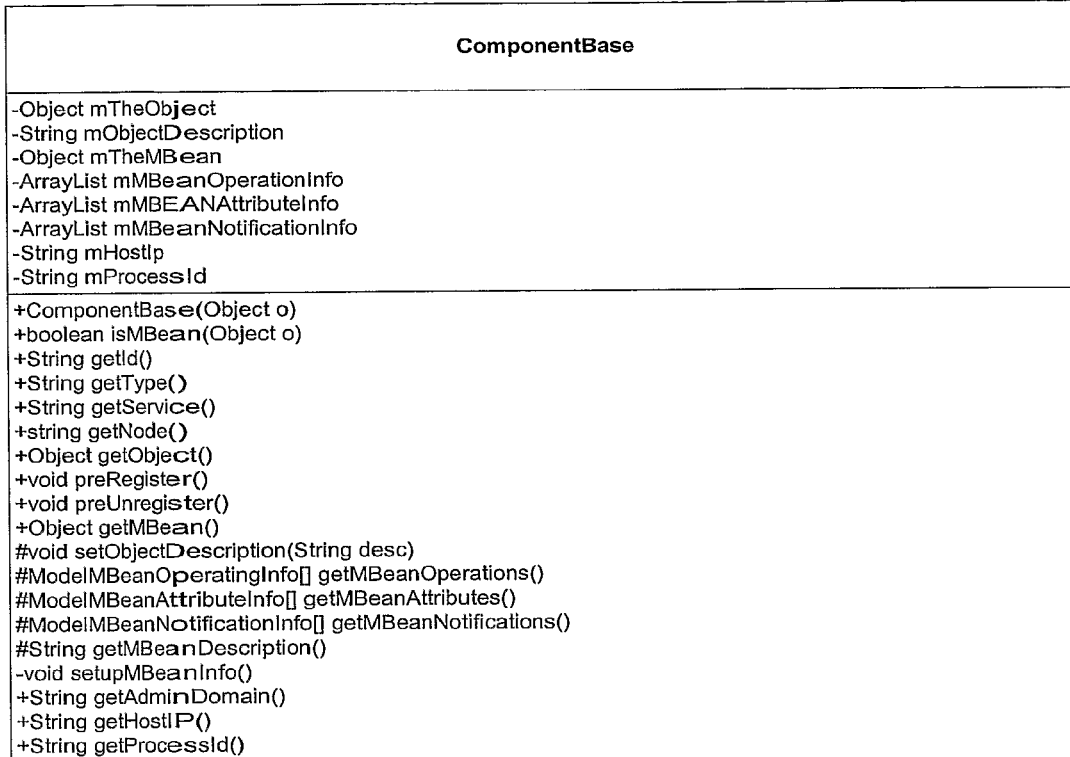 ComponentBase
-Object mTheObject
-String mObjectDescription
-Object mTheMBean
-ArrayList mMBeanOperationInfo
-ArrayList mMBEANAttributeInfo
-ArrayList mMBeanNotificationInfo
-String mHostIp
-String mProcessId
+ComponentBase(Object o)
+boolean isMBean(Object o)
+String getId()
+String getType()
+String getService()
+string getNode()
+Object getObject()
+void preRegister()
+void preUnregister()
+Object getMBean()
#void setObjectDescription(String desc)
#ModelMBeanOperatingInfo[] getMBeanOperations()
#ModelMBeanAttributeInfo[] getMBeanAttributes()
#ModelMBeanNotificationInfo[] getMBeanNotifications()
#String getMBeanDescription()
-void setupMBeanInfo()
+String getAdminDomain()
+String getHostIP()
+String getProcessId()